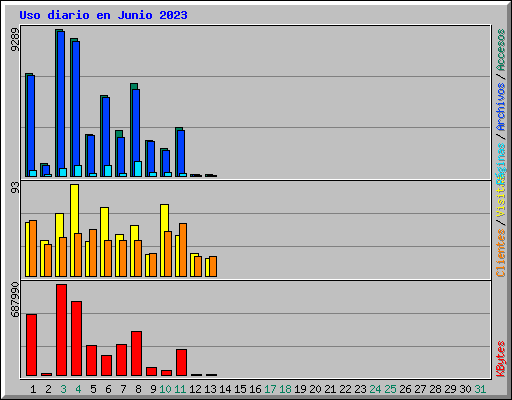 Uso diario en Junio 2023
9289
93
687990
Accesos
/
Archivos
/
Páginas
Visitas
/
Clientes
KBytes
1 2 3 4 5 6 7 8 9 10 11 12 13 14 15 16 17 18 19 20 21 22 23 24 25 26 27 28 29 30 31